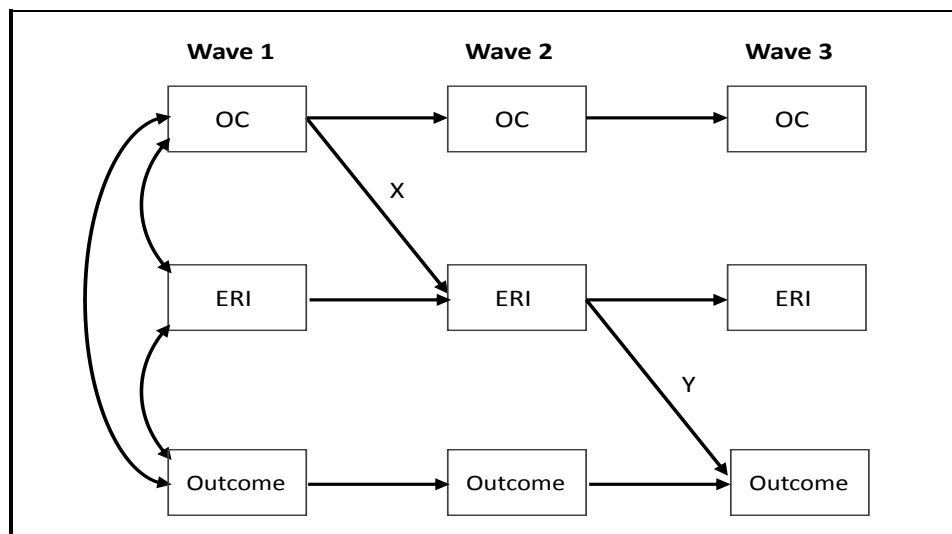 Wave 1 Wave 2 Wave 3
OC OC OC
X
ERI ERI ERI
Y
Outcome Outcome Outcome